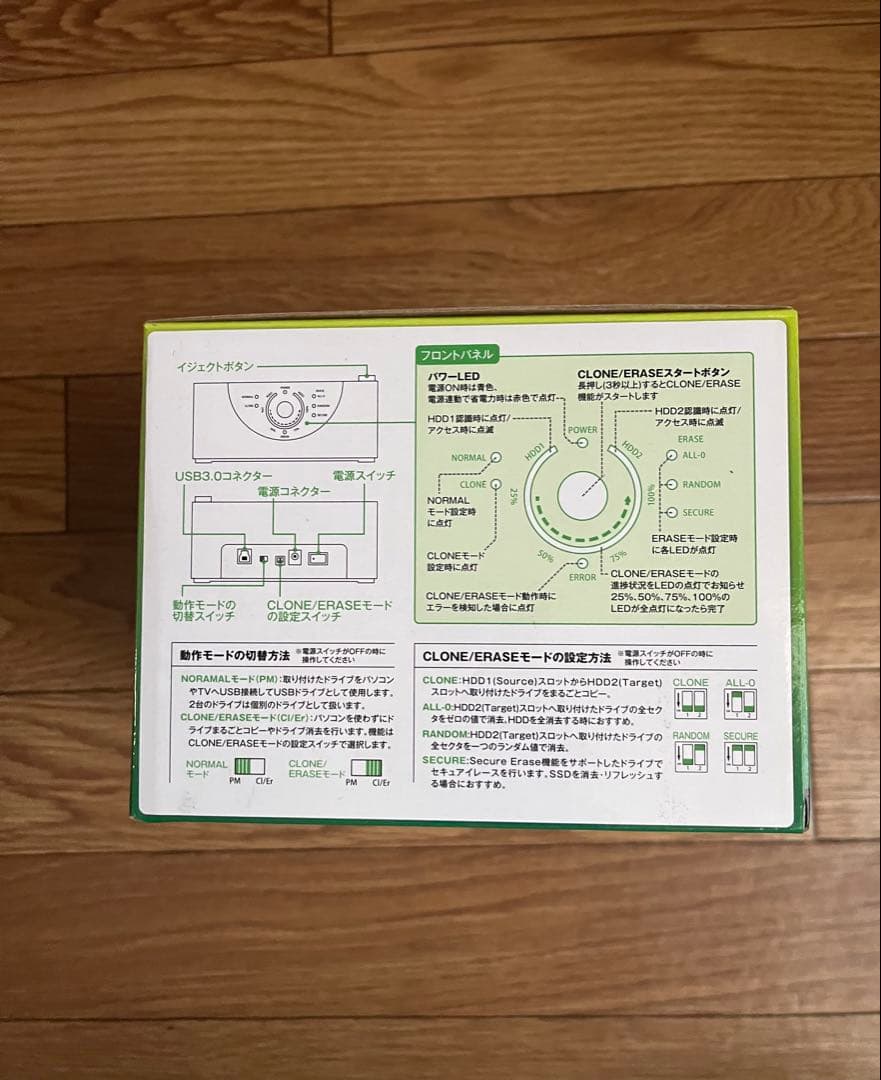 イジェクトボタン
USB3.0コネクター
電源スイッチ
電源コネクター
動作モードの
切替スイッチ
CLONE/ERASEモード
の設定スイッチ
フロントパネル
パワーLED
電源ON時は青色、
電源連動で省電力時は赤色で点灯
CLONE/ERASEスタートボタン
長押し(3秒以上)するとCLONE/ERASE
機能がスタートします
HDD1認識時に点灯/
アクセス時に点滅
HDD2認識時に点灯/
アクセス時に点滅
POWER
HDD1
HDD2
ERASE
NORMAL
ALL-0
CLONE
RANDOM
SECURE
25%
50%
75%
100%
ERROR
NORMAL
モード設定時
に点灯
CLONEモード
設定時に点灯
ERASEモード設定時
に各LEDが点灯
CLONE/ERASEモード動作時に
エラーを検知した場合に点灯
CLONE/ERASEモードの
進捗状況をLEDの点灯でお知らせ
25%、50%、75%、100%の
LEDが全点灯になったら完了
動作モードの切替方法 ※電源スイッチがOFFの時に
操作してください
NORAMALモード(PM):取り付けたドライブをパソコン
やTVへUSB接続してUSBドライブとして使用します。
2台のドライブは個別のドライブとして扱います。
CLONE/ERASEモード(Cl/Er):パソコンを使わずにド
ライブまるごとコピーやドライブ消去を行います。機能は
CLONE/ERASEモードの設定スイッチで選択します。
NORMAL
モード
PM Cl/Er
CLONE/
ERASEモード
PM Cl/Er
CLONE/ERASEモードの設定方法 ※電源スイッチがOFFの時に
操作してください
CLONE:HDD1(Source)スロットからHDD2(Target)
スロットへ取り付けたドライブをまるごとコピー。
ALL-0:HDD2(Target)スロットへ取り付けたドライブの全セク
タをゼロの値で消去。HDDを全消去する時におすすめ。
RANDOM:HDD2(Target)スロットへ取り付けたドライブの
全セクタを一つのランダム値で消去。
SECURE:Secure Erase機能をサポートしたドライブで
セキュアイレースを行います。SSDを消去・リフレッシュす
る場合におすすめ。
CLONE ALL-0
1 2 1 2
RANDOM SECURE
1 2 1 2